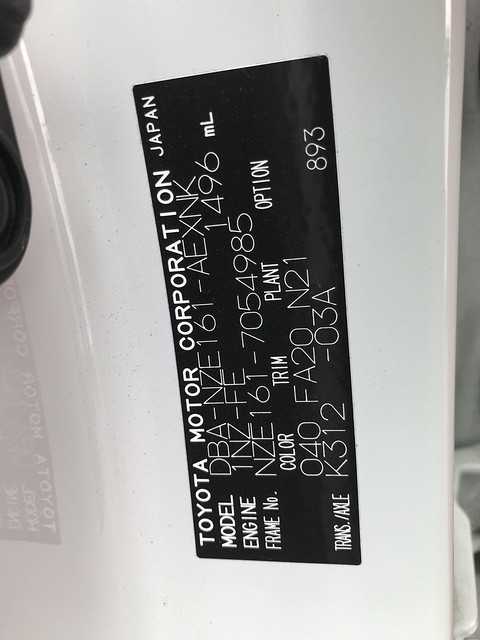 TOYOTA MOTOR CORPORATION JAPAN
MODEL DBA-NZE161-AEXNK
ENGINE 1NZ-FE 1496 mL
FRAME No. NZE161-7054985
COLOR TRIM PLANT OPTION
040 FA20 N21
TRANS./AXLE K312 -03A 893